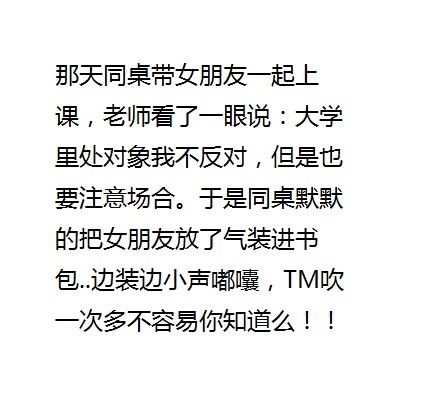 那天同桌带女朋友一起上
课，老师看了一眼说：大学
里处对象我不反对，但是也
要注意场合。于是同桌默默
的把女朋友放了气装进书
包..边装边小声嘟囔，TM吹
一次多不容易你知道么！！